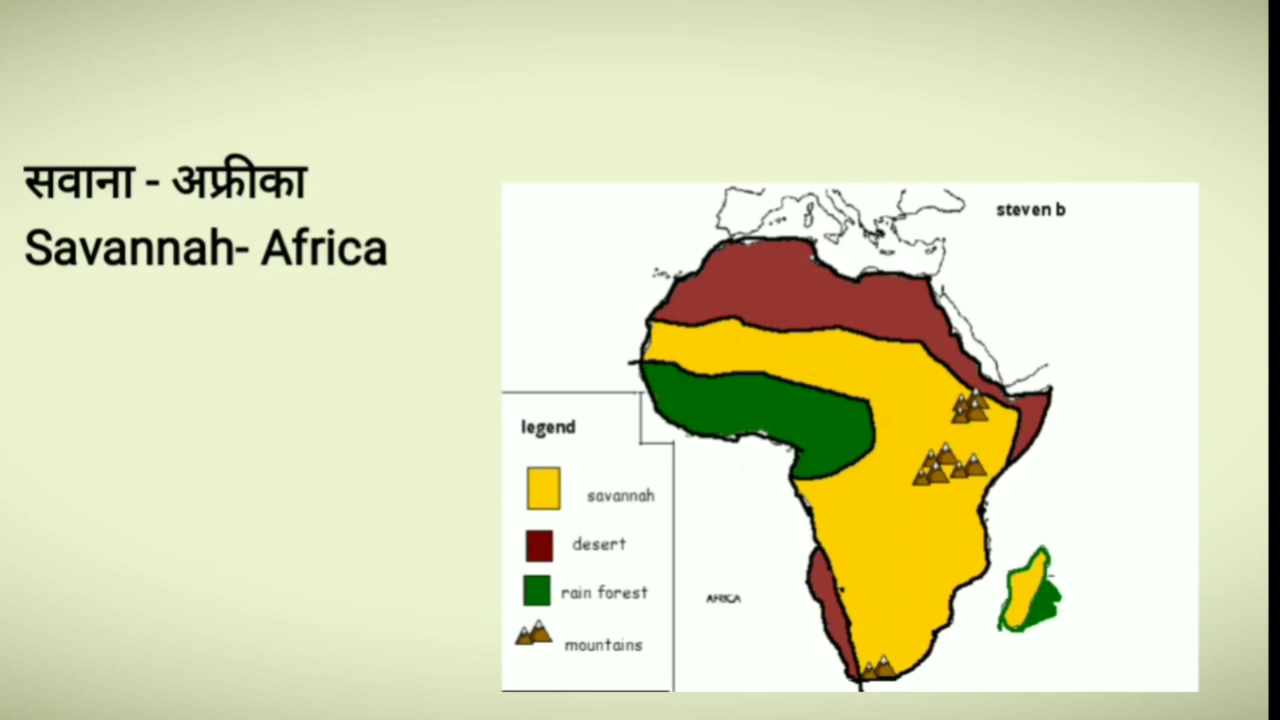 सवाना - अफ्रीका
Savannah- Africa
steven b
legend
savannah
desert
rain forest
mountains
AFRICA